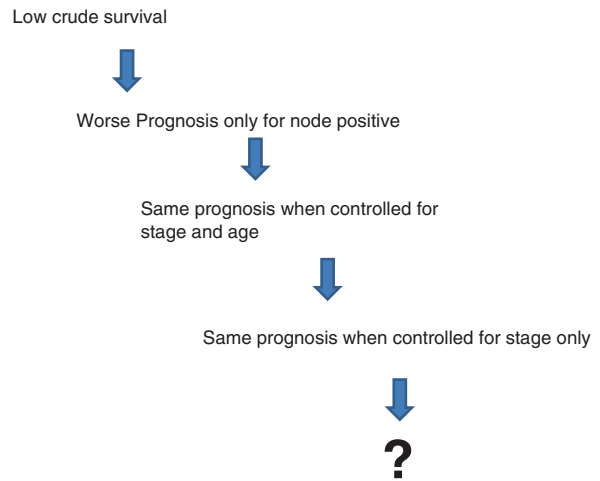 Low crude survival
Worse Prognosis only for node positive
Same prognosis when controlled for
stage and age
Same prognosis when controlled for stage only
?